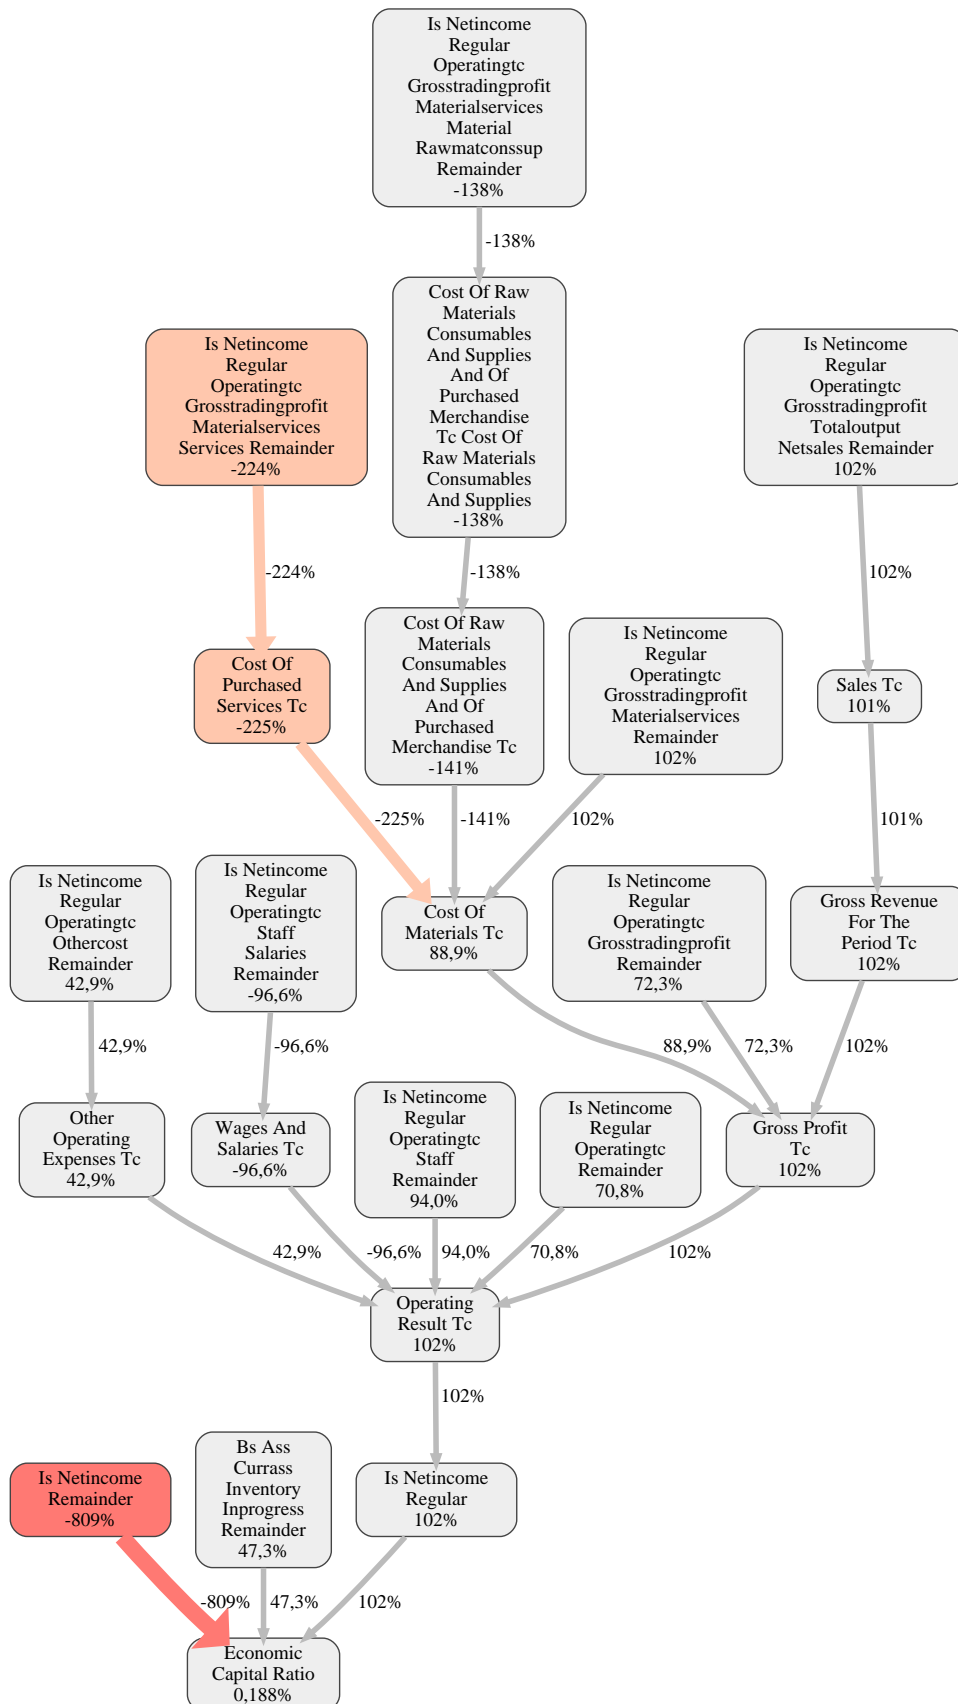 Is Netincome
Regular
Operatingtc
Grosstradingprofit
Materialservices
Material
Rawmatconssup
Remainder
-138%
-138%
Cost Of Raw
Materials
Consumables
And Supplies
And Of
Purchased
Merchandise
Tc Cost Of
Raw Materials
Consumables
And Supplies
-138%
Is Netincome
Regular
Operatingtc
Grosstradingprofit
Materialservices
Services Remainder
-224%
Is Netincome
Regular
Operatingtc
Grosstradingprofit
Totaloutput
Netsales Remainder
102%
-224%
-138%
102%
Cost Of
Purchased
Services Tc
-225%
Cost Of Raw
Materials
Consumables
And Supplies
And Of
Purchased
Merchandise Tc
-141%
Is Netincome
Regular
Operatingtc
Grosstradingprofit
Materialservices
Remainder
102%
Sales Tc
101%
-225%
-141%
102%
101%
Is Netincome
Regular
Operatingtc
Othercost
Remainder
42,9%
Is Netincome
Regular
Operatingtc
Staff
Salaries
Remainder
-96,6%
Cost Of
Materials Tc
88,9%
Is Netincome
Regular
Operatingtc
Grosstradingprofit
Remainder
72,3%
Gross Revenue
For The
Period Tc
102%
42,9%
-96,6%
88,9%
72,3%
102%
Other
Operating
Expenses Tc
42,9%
Wages And
Salaries Tc
-96,6%
Is Netincome
Regular
Operatingtc
Staff
Remainder
94,0%
Is Netincome
Regular
Operatingtc
Remainder
70,8%
Gross Profit
Tc
102%
42,9%
-96,6%
94,0%
70,8%
102%
Operating
Result Tc
102%
102%
Is Netincome
Remainder
-809%
Bs Ass
Currass
Inventory
Inprogress
Remainder
47,3%
Is Netincome
Regular
102%
-809%
47,3%
102%
Economic
Capital Ratio
0,188%